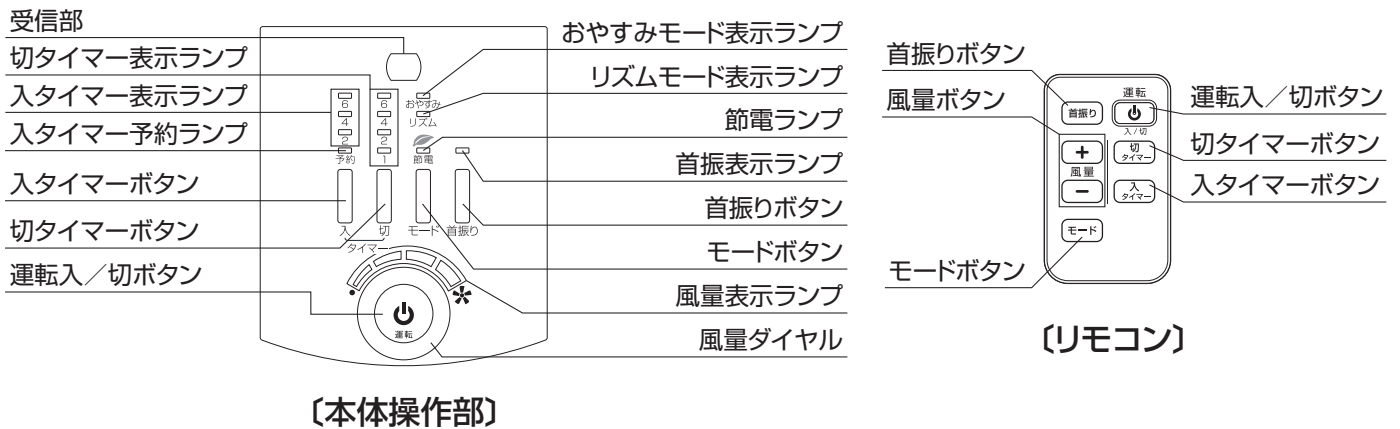 受信部
切タイマー表示ランプ
入タイマー表示ランプ
入タイマー予約ランプ
入タイマーボタン
切タイマーボタン
運転入／切ボタン
6
4
2
予約
6
4
2
1
おやすみ
リズム
節電
入
切
タイマー
モード
首振り
運転
おやすみモード表示ランプ
リズムモード表示ランプ
節電ランプ
首振表示ランプ
首振りボタン
モードボタン
風量表示ランプ
風量ダイヤル
〔本体操作部〕
首振りボタン
風量ボタン
モードボタン
運転
首振り
入/切
+
風量
−
切
タイマー
入
タイマー
モード
運転入／切ボタン
切タイマーボタン
入タイマーボタン
〔リモコン〕